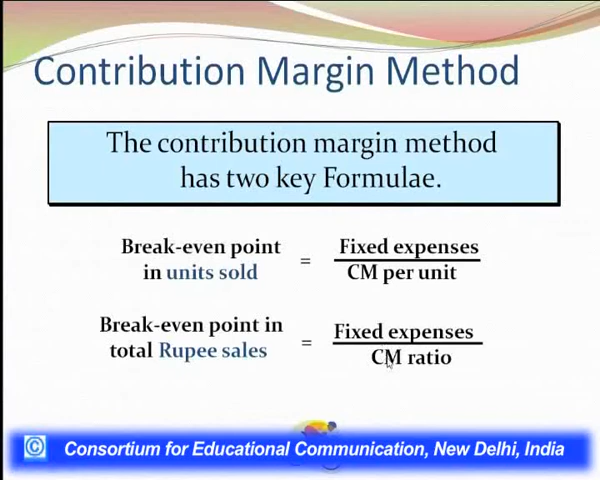 Contribution Margin Method
The contribution margin method
has two key Formulae.
Break-even point
in units sold
=
Fixed expenses
CM per unit
Break-even point in
total Rupee sales
=
Fixed expenses
CM ratio
© Consortium for Educational Communication, New Delhi, India